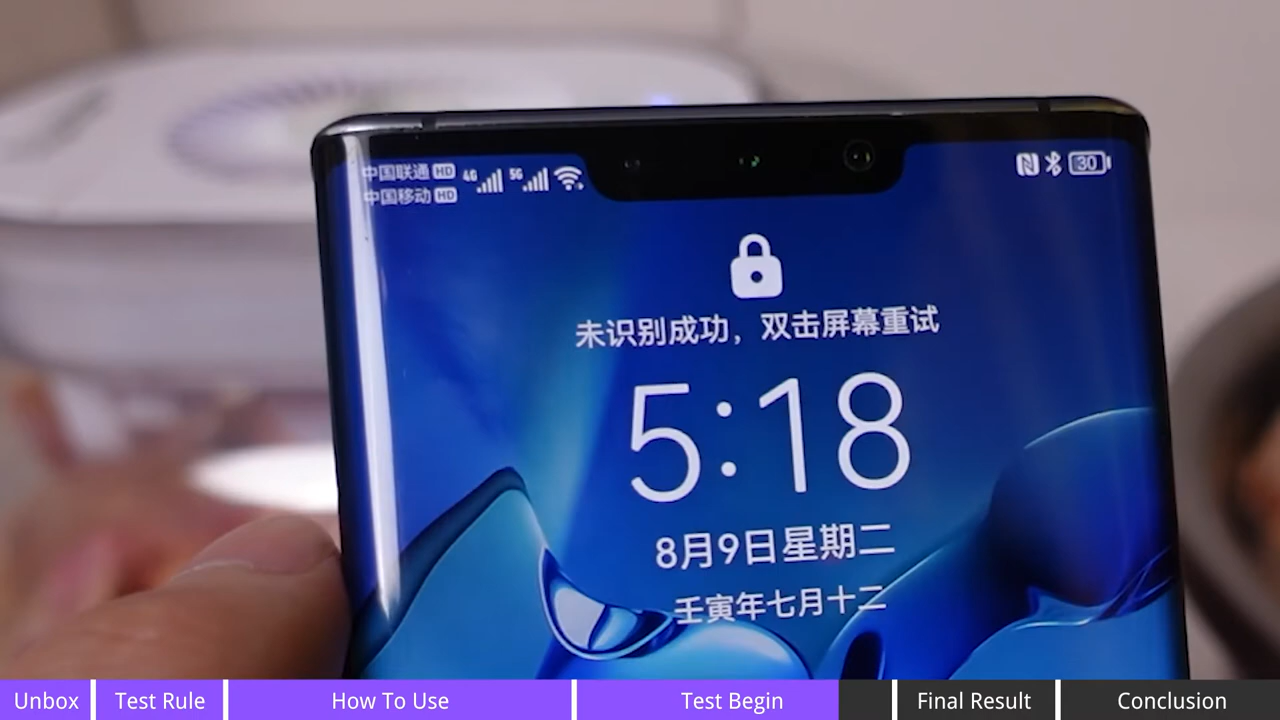 中国联通 HD 4G 5G
中国移动 HD
30
未识别成功，双击屏幕重试
5:18
8月9日星期二
壬寅年七月十二
Unbox Test Rule How To Use Test Begin Final Result Conclusion